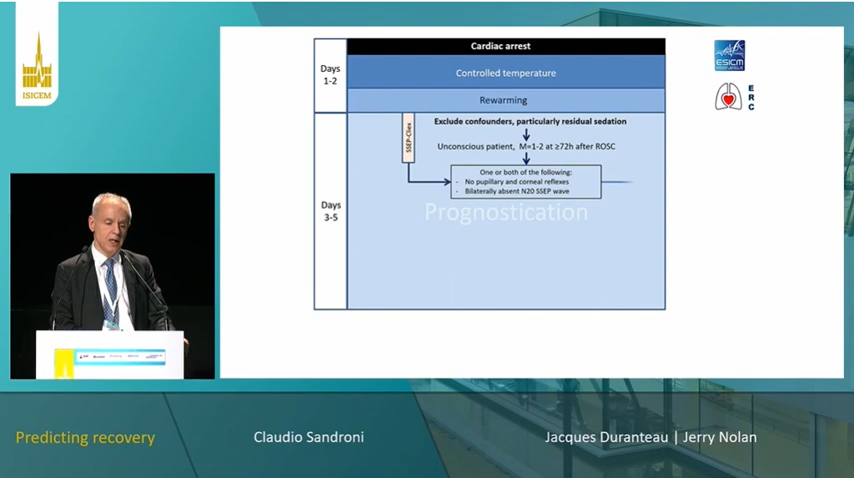 ISICEM
Cardiac arrest
Days
1-2
Controlled temperature
Rewarming
ESICM
E
R
C
Days
3-5
SSEP-Cliex
Exclude confounders, particularly residual sedation
Unconscious patient, M=1-2 at ≥72h after ROSC
One or both of the following:
- No pupillary and corneal reflexes
- Bilaterally absent N20 SSEP wave
Prognostication
Predicting recovery
Claudio Sandroni
Jacques Duranteau | Jerry Nolan